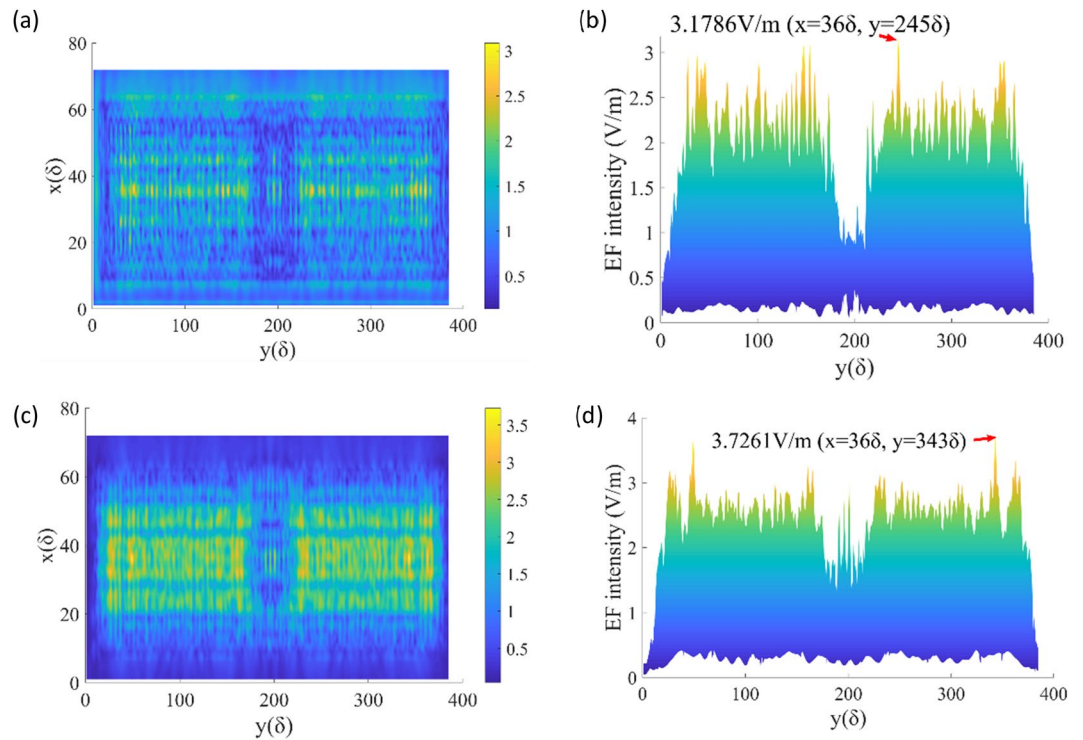 (a)
80
60
40
20
0
x(δ)
0 100 200 300 400
y(δ)
3
2.5
2
1.5
1
0.5
(b)
3.1786V/m (x=36δ, y=245δ)
3
2.5
2
1.5
1
0.5
0
EF intensity (V/m)
0 100 200 300 400
y(δ)
(c)
80
60
40
20
0
x(δ)
0 100 200 300 400
y(δ)
3.5
3
2.5
2
1.5
1
0.5
(d)
3.7261V/m (x=36δ, y=343δ)
4
3
2
1
0
EF intensity (V/m)
0 100 200 300 400
y(δ)